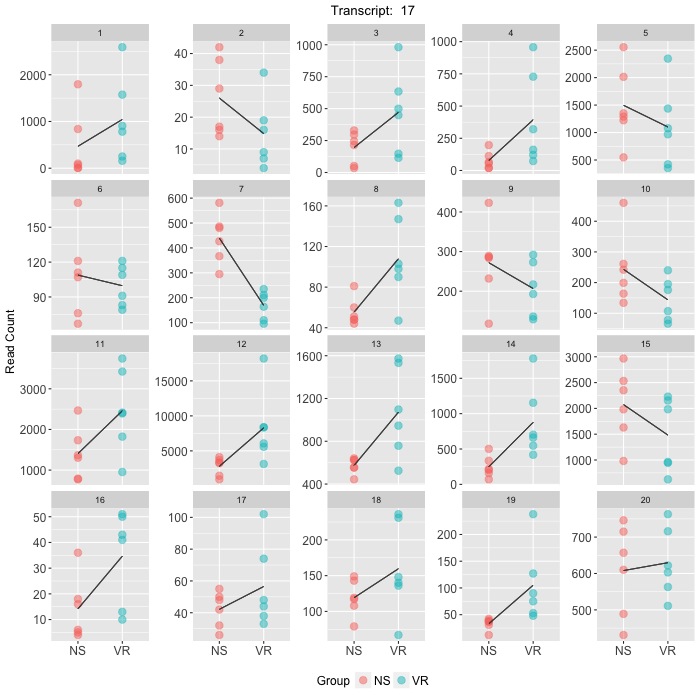 Transcript: 17
1 2 3 4 5
2000 1000 0
40 30 20 10
1000 750 500 250 0
1000 750 500 250 0
2500 2000 1500 1000 500
6 7 8 9 10
150 120 90
600 500 400 300 200 100
160 120 80 40
400 300 200
400 300 200 100
Read Count
11 12 13 14 15
3000 2000 1000
15000 10000 5000
1600 1200 800 400
1500 1000 500 0
3000 2500 2000 1500 1000
16 17 18 19 20
50 40 30 20 10
100 80 60 40
200 150 100
200 150 100 50
700 600 500
NS VR NS VR NS VR NS VR NS VR
Group NS VR